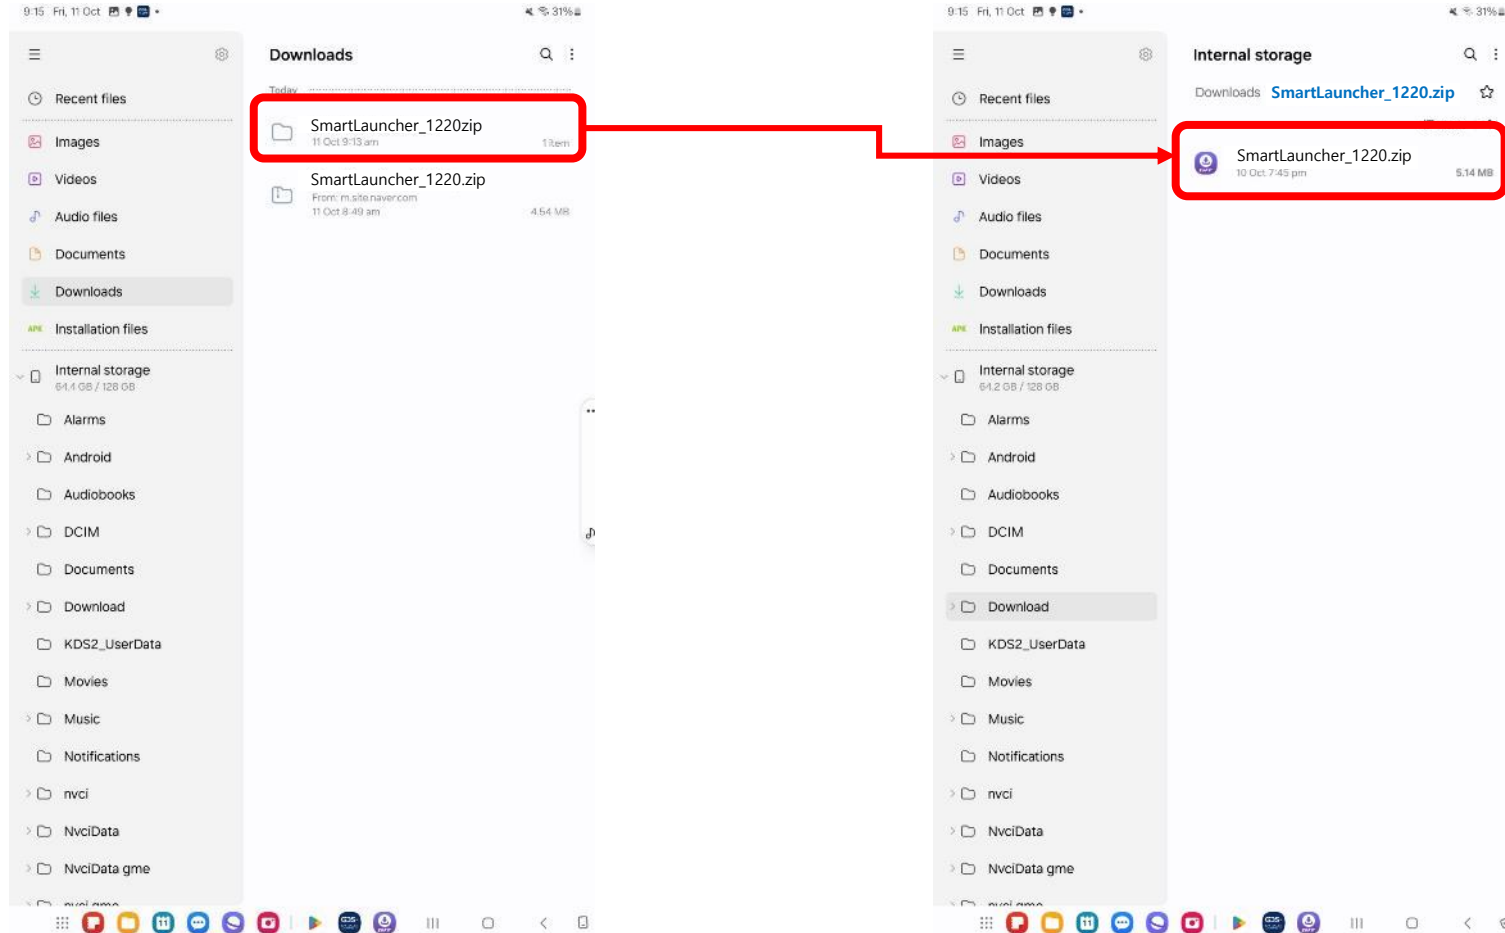 9:15 Fri, 11 Oct
31%
Recent files
Images
Videos
Audio files
Documents
Downloads
APK Installation files
Internal storage
64.4 GB / 128 GB
Alarms
Android
Audiobooks
DCIM
Documents
Download
KDS2_UserData
Movies
Music
Notifications
nvci
NvciData
NvciData gme
Downloads
Today
SmartLauncher_1220zip
11 Oct 9:13 am
1 item
SmartLauncher_1220.zip
From: m.site.naver.com
11 Oct 8:49 am
4.54 MB
11
9:15 Fri, 11 Oct
31%
Recent files
Images
Videos
Audio files
Documents
Downloads
APK Installation files
Internal storage
64.2 GB / 128 GB
Alarms
Android
Audiobooks
DCIM
Documents
Download
KDS2_UserData
Movies
Music
Notifications
nvci
NvciData
NvciData gme
Internal storage
Downloads SmartLauncher_1220.zip
SmartLauncher_1220.zip
10 Oct 7:45 pm
5.14 MB
11